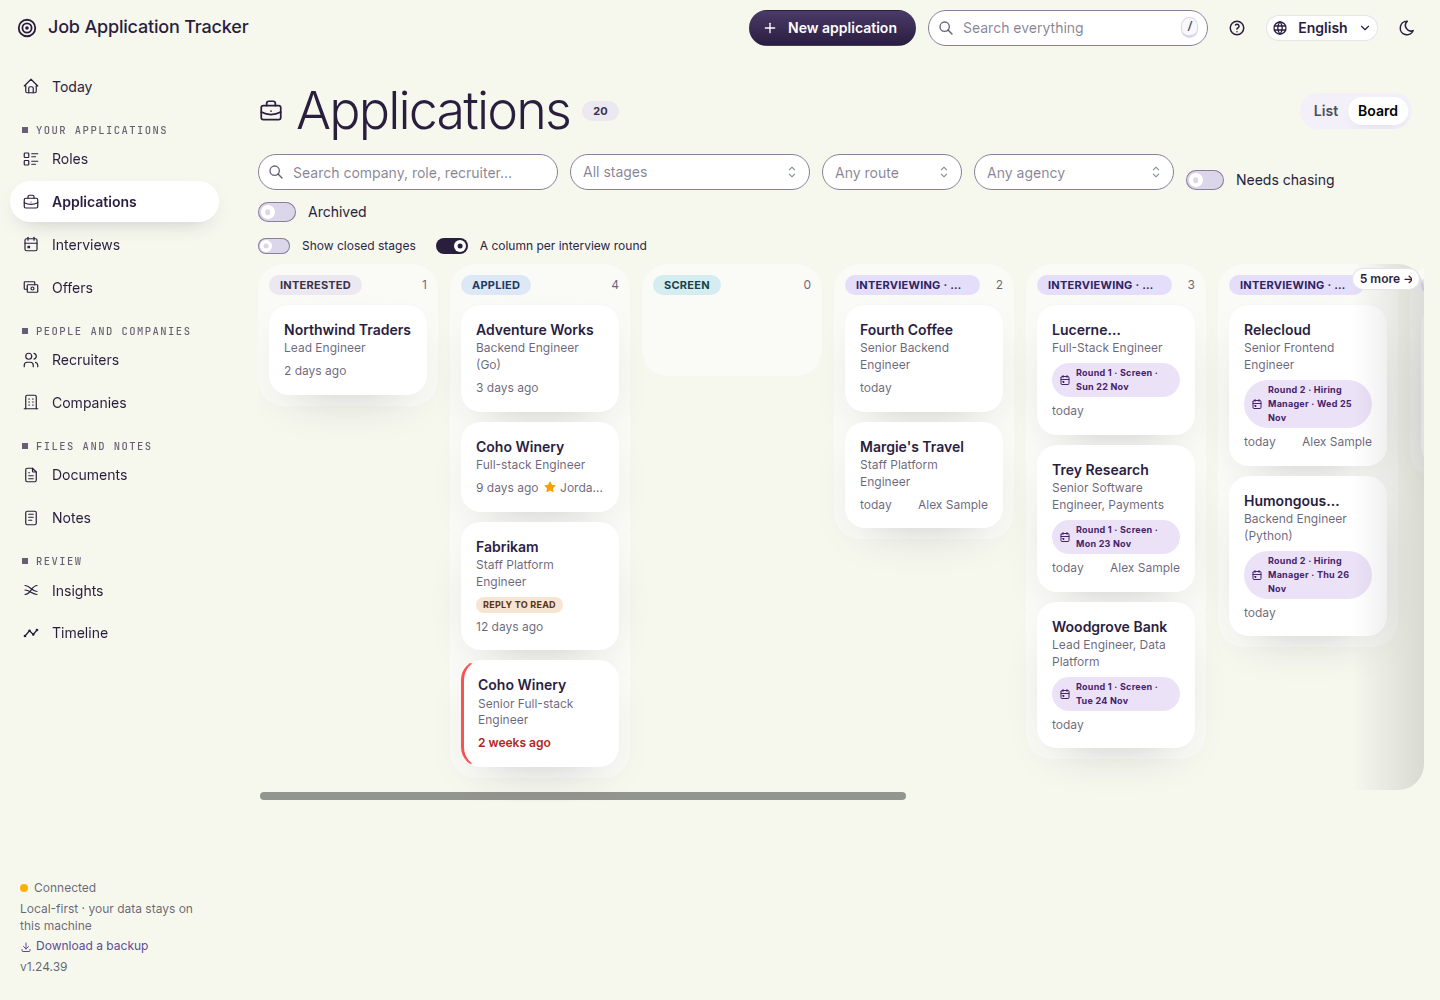 Job Application Tracker
New application
Search everything
/
English
Today
YOUR APPLICATIONS
Roles
Applications
Interviews
Offers
PEOPLE AND COMPANIES
Recruiters
Companies
FILES AND NOTES
Documents
Notes
REVIEW
Insights
Timeline
Connected
Local-first · your data stays on
this machine
Download a backup
v1.24.39
Applications
20
List
Board
Search company, role, recruiter...
All stages
Any route
Any agency
Needs chasing
Archived
Show closed stages
A column per interview round
INTERESTED
1
Northwind Traders
Lead Engineer
2 days ago
APPLIED
4
Adventure Works
Backend Engineer
(Go)
3 days ago
Coho Winery
Full-stack Engineer
9 days ago
Jorda...
Fabrikam
Staff Platform
Engineer
REPLY TO READ
12 days ago
Coho Winery
Senior Full-stack
Engineer
2 weeks ago
SCREEN
0
INTERVIEWING · ...
2
Fourth Coffee
Senior Backend
Engineer
today
Margie's Travel
Staff Platform
Engineer
today
Alex Sample
INTERVIEWING · ...
3
Lucerne...
Full-Stack Engineer
Round 1 · Screen ·
Sun 22 Nov
today
Trey Research
Senior Software
Engineer, Payments
Round 1 · Screen ·
Mon 23 Nov
today
Alex Sample
Woodgrove Bank
Lead Engineer, Data
Platform
Round 1 · Screen ·
Tue 24 Nov
today
INTERVIEWING · ...
5 more →
Relecloud
Senior Frontend
Engineer
Round 2 · Hiring
Manager · Wed 25
Nov
today
Alex Sample
Humongous...
Backend Engineer
(Python)
Round 2 · Hiring
Manager · Thu 26
Nov
today